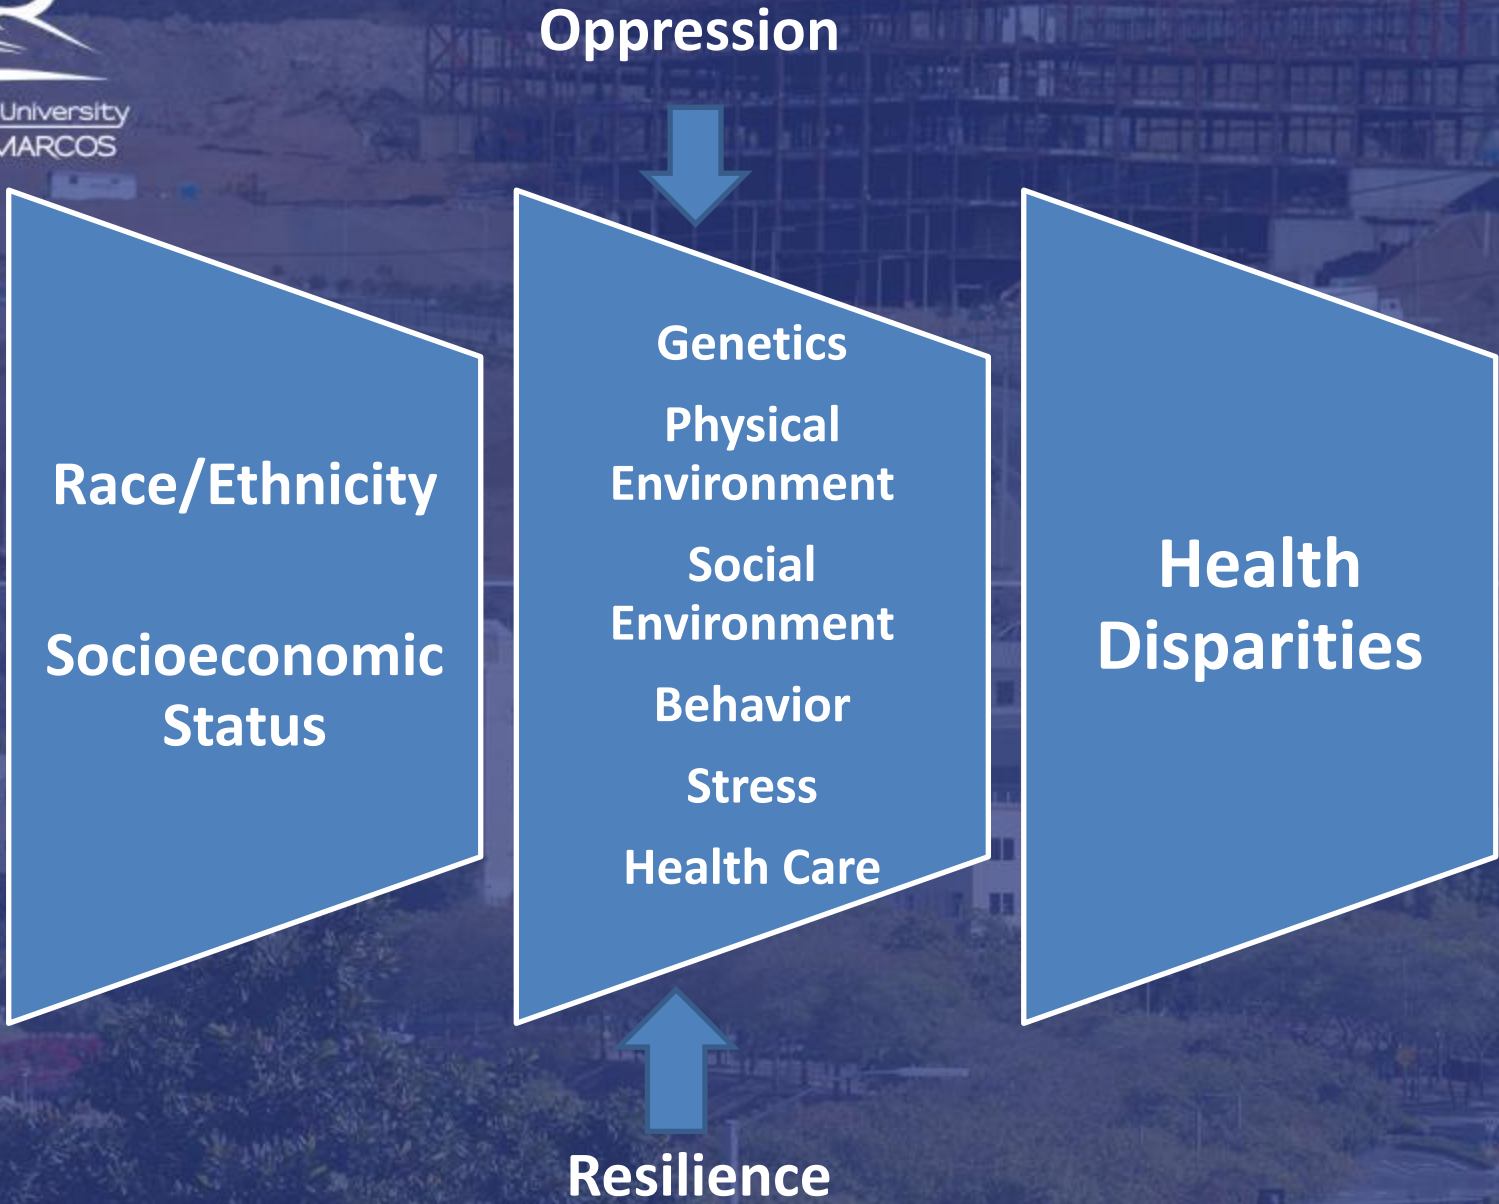 Oppression
University
MARCOS
Race/Ethnicity
Socioeconomic
Status
Genetics
Physical
Environment
Social
Environment
Behavior
Stress
Health Care
Health
Disparities
Resilience